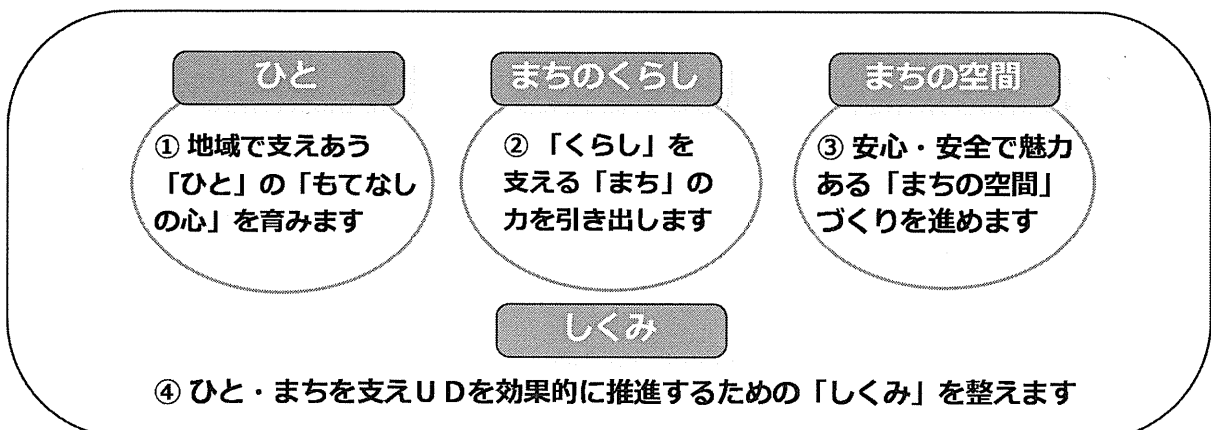 ひと
① 地域で支えあう
「ひと」の「もてなし
の心」を育みます
まちのくらし
② 「くらし」を
支える「まち」の
力を引き出します
まちの空間
③ 安心・安全で魅力
ある「まちの空間」
づくりを進めます
しくみ
④ ひと・まちを支えＵＤを効果的に推進するための「しくみ」を整えます